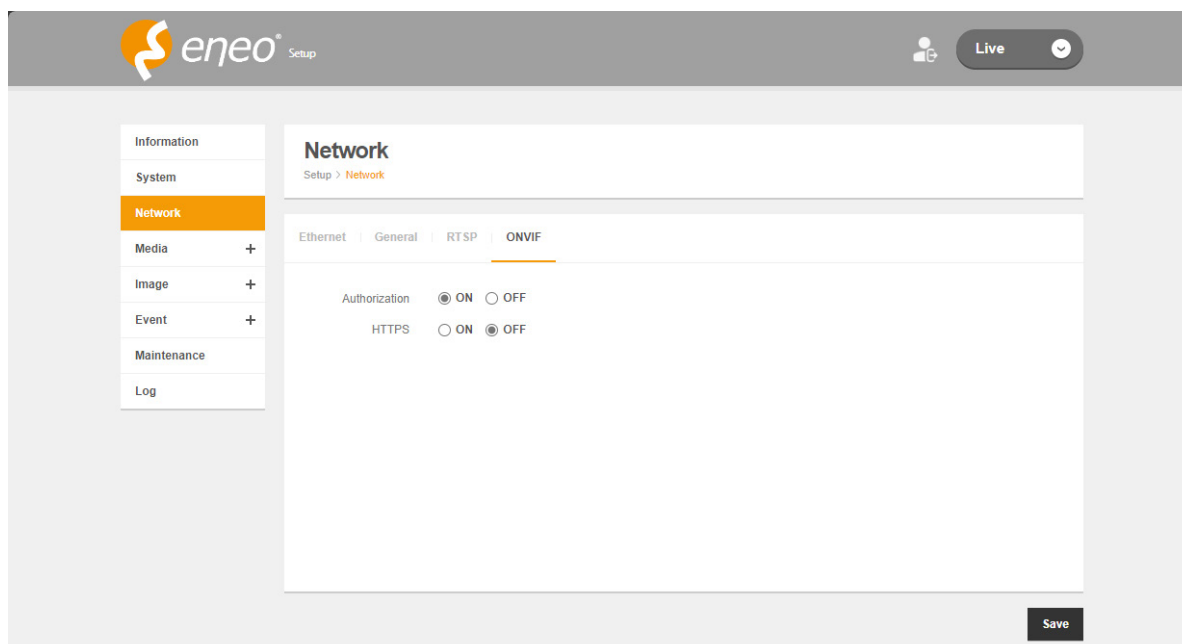 eneo® Setup
Live
Information
System
Network
Media +
Image +
Event +
Maintenance
Log
Network
Setup > Network
Ethernet General RTSP ONVIF
Authorization ON OFF
HTTPS ON OFF
Save